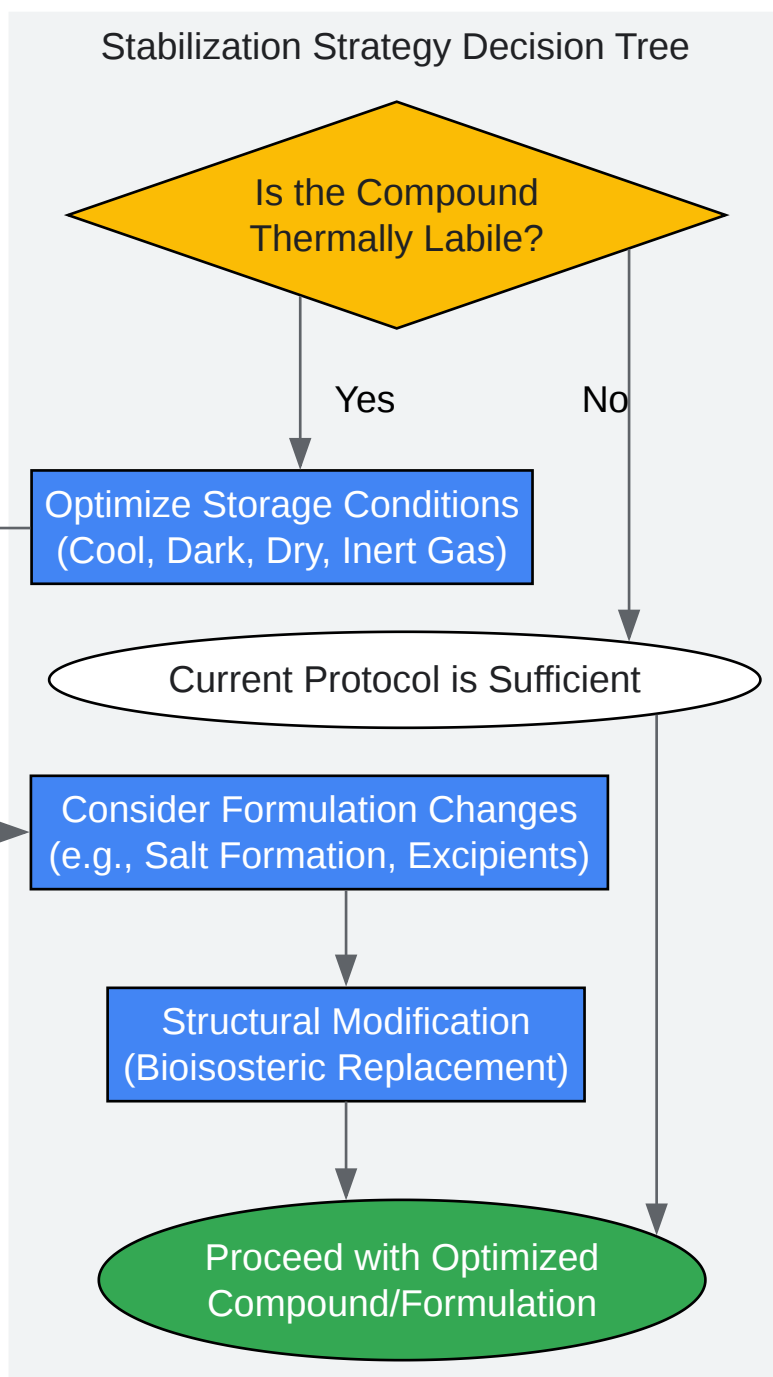 Stabilization Strategy Decision Tree
Is the Compound
Thermally Labile?
Yes
No
Optimize Storage Conditions
(Cool, Dark, Dry, Inert Gas)
Current Protocol is Sufficient
Consider Formulation Changes
(e.g., Salt Formation, Excipients)
Structural Modification
(Bioisosteric Replacement)
Proceed with Optimized
Compound/Formulation